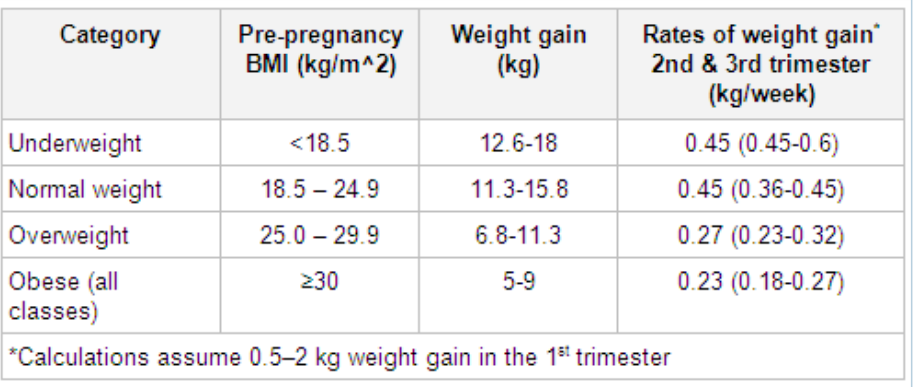 Category Pre-pregnancy Weight gain Rates of weight gain*
BMI (kg/m^2) (kg) 2nd & 3rd trimester
(kg/week)
Underweight <18.5 12.6-18 0.45 (0.45-0.6)
Normal weight 18.5 – 24.9 11.3-15.8 0.45 (0.36-0.45)
Overweight 25.0 – 29.9 6.8-11.3 0.27 (0.23-0.32)
Obese (all ≥30 5-9 0.23 (0.18-0.27)
classes)
*Calculations assume 0.5–2 kg weight gain in the 1st trimester